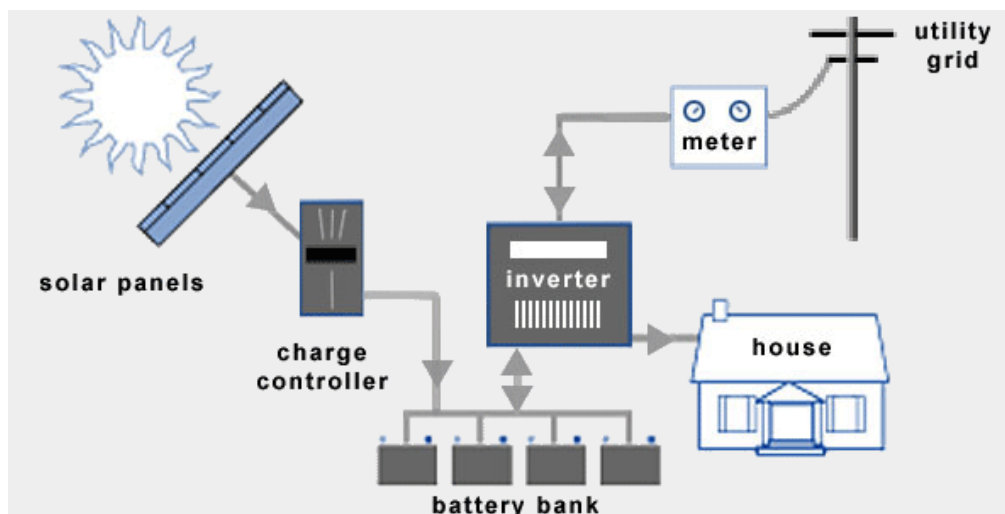 utility
grid
meter
inverter
solar panels
house
charge
controller
battery bank